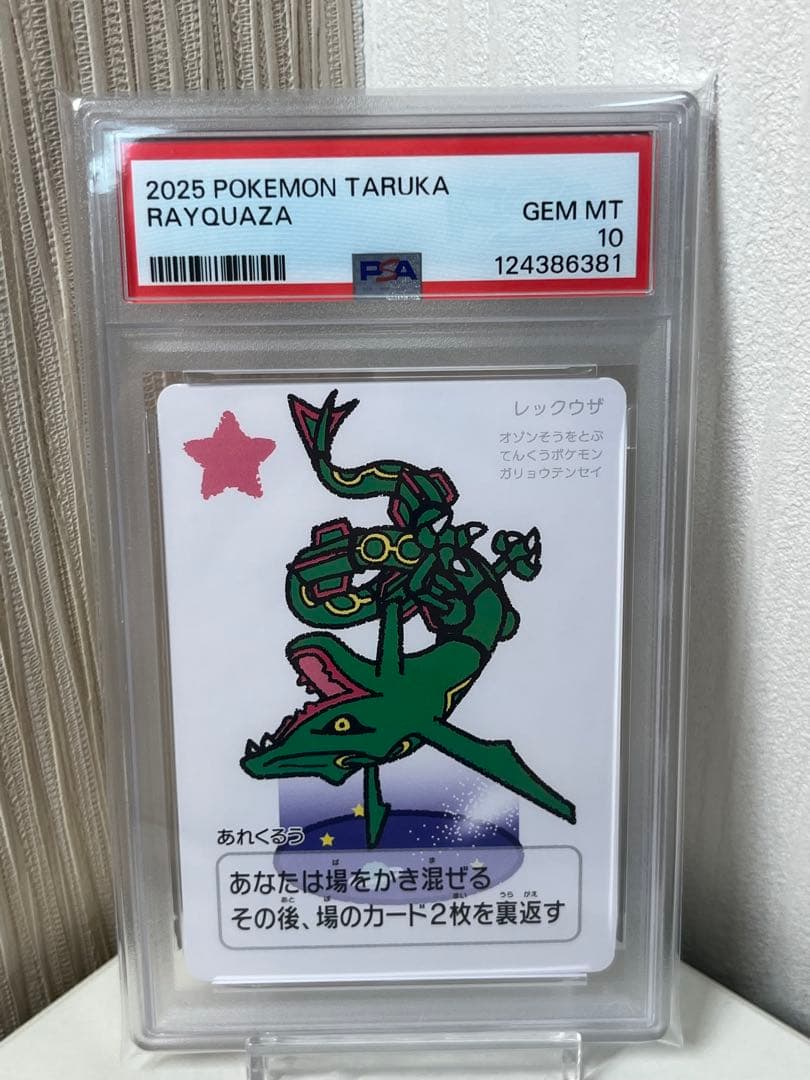 2025 POKEMON TARUKA
RAYQUAZA
GEM MT
10
PSA
124386381
レックウザ
オゾンそうをとぶ
てんくうポケモン
ガリョウテンセイ
あれくるう
あなたは場をかき混ぜる
その後、場のカード2枚を裏返す